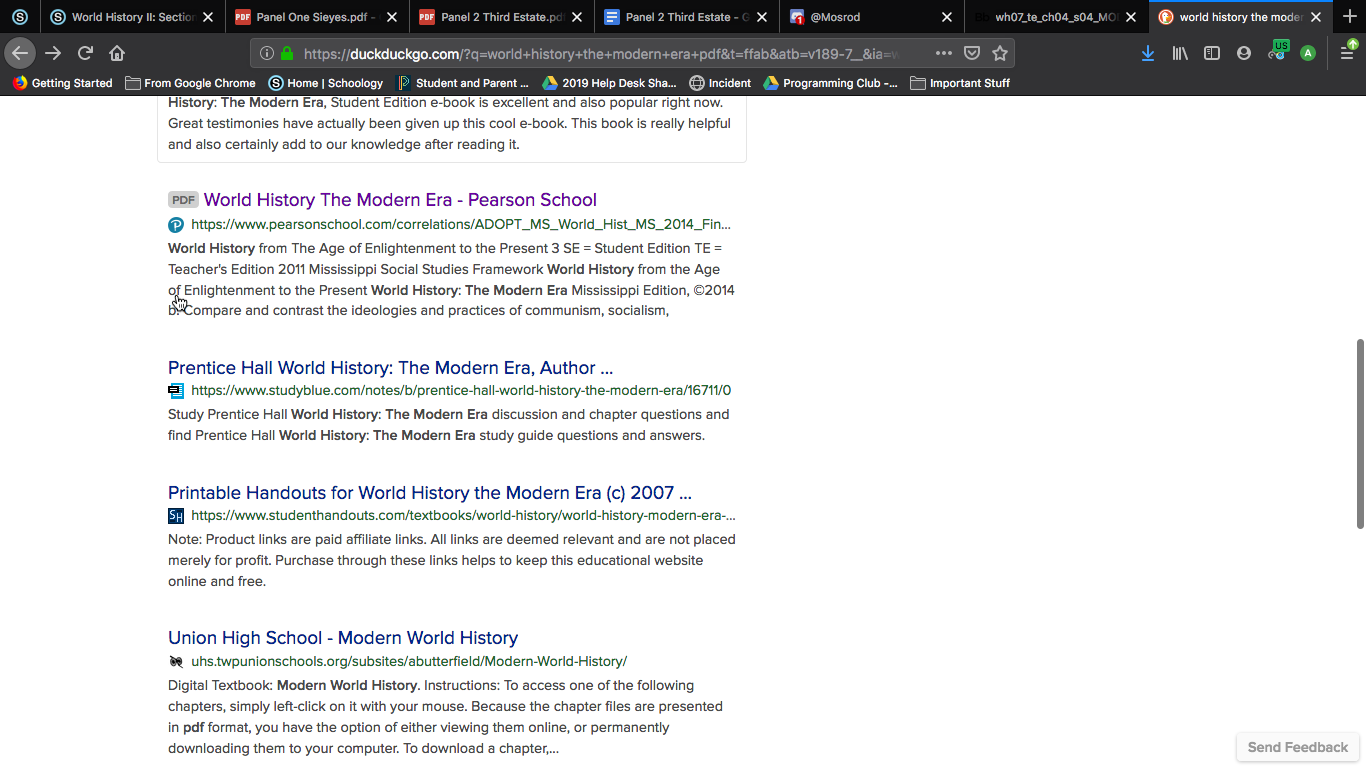 World History II: Section
Panel One Sieyes.pdf -
Panel 2 Third Estate.pdf
Panel 2 Third Estate - G
@Mosrod
wh07_te_ch04_s04_MO
world history the moder
https://duckduckgo.com/?q=world+history+the+modern+era+pdf&t=ffab&atb=v189-7__&ia=w
US
A
Getting Started
From Google Chrome
Home | Schoology
Student and Parent ...
2019 Help Desk Sha...
Incident
Programming Club -...
Important Stuff
History: The Modern Era, Student Edition e-book is excellent and also popular right now.
Great testimonies have actually been given up this cool e-book. This book is really helpful
and also certainly add to our knowledge after reading it.
PDF World History The Modern Era - Pearson School
https://www.pearsonschool.com/correlations/ADOPT_MS_World_Hist_MS_2014_Fin...
World History from The Age of Enlightenment to the Present 3 SE = Student Edition TE =
Teacher's Edition 2011 Mississippi Social Studies Framework World History from the Age
of Enlightenment to the Present World History: The Modern Era Mississippi Edition, ©2014
b. Compare and contrast the ideologies and practices of communism, socialism,
Prentice Hall World History: The Modern Era, Author ...
https://www.studyblue.com/notes/b/prentice-hall-world-history-the-modern-era/16711/0
Study Prentice Hall World History: The Modern Era discussion and chapter questions and
find Prentice Hall World History: The Modern Era study guide questions and answers.
Printable Handouts for World History the Modern Era (c) 2007 ...
SH https://www.studenthandouts.com/textbooks/world-history/world-history-modern-era-...
Note: Product links are paid affiliate links. All links are deemed relevant and are not placed
merely for profit. Purchase through these links helps to keep this educational website
online and free.
Union High School - Modern World History
uhs.twpunionschools.org/subsites/abutterfield/Modern-World-History/
Digital Textbook: Modern World History. Instructions: To access one of the following
chapters, simply left-click on it with your mouse. Because the chapter files are presented
in pdf format, you have the option of either viewing them online, or permanently
downloading them to your computer. To download a chapter,...
Send Feedback